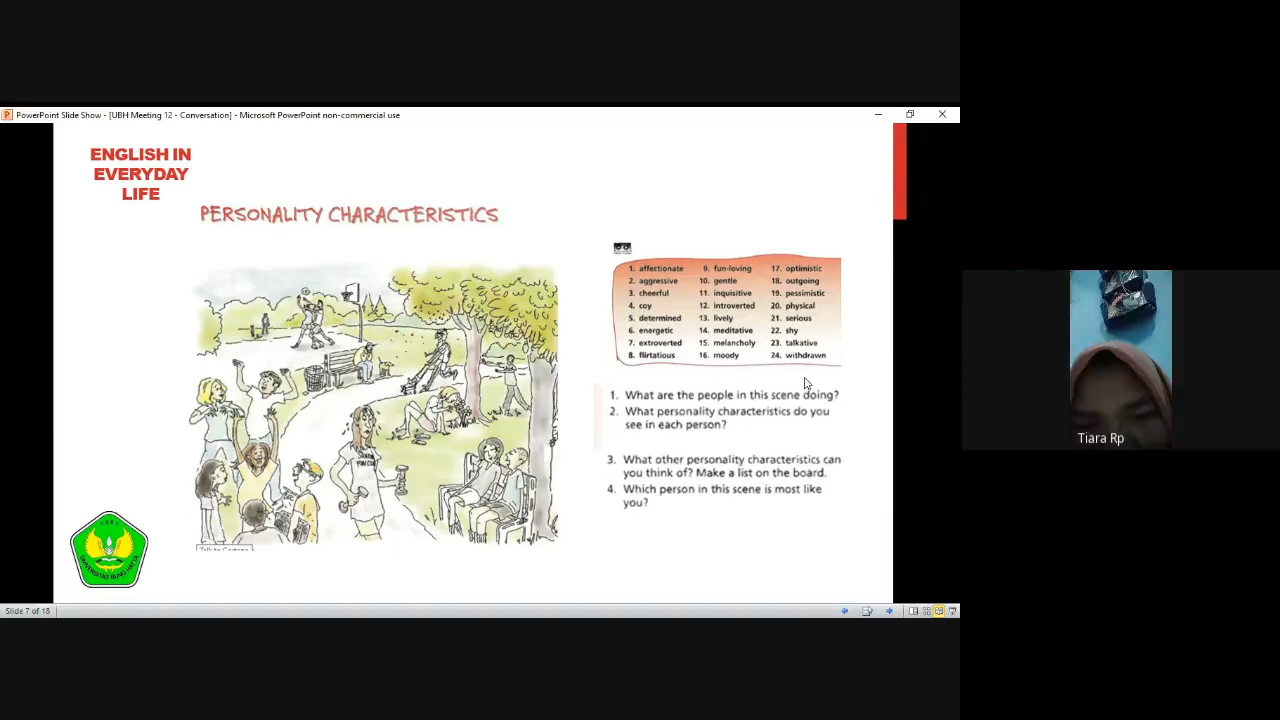 PowerPoint Slide Show - [UBH Meeting 12 - Conversation] - Microsoft PowerPoint non-commercial use
ENGLISH IN
EVERYDAY
LIFE
PERSONALITY CHARACTERISTICS
1. affectionate
2. aggressive
3. cheerful
4. coy
5. determined
6. energetic
7. extroverted
8. flirtatious
9. fun-loving
10. gentle
11. inquisitive
12. introverted
13. lively
14. meditative
15. melancholy
16. moody
17. optimistic
18. outgoing
19. pessimistic
20. physical
21. serious
22. shy
23. talkative
24. withdrawn
1. What are the people in this scene doing?
2. What personality characteristics do you
see in each person?
3. What other personality characteristics can
you think of? Make a list on the board.
4. Which person in this scene is most like
you?
1981
UNIVERSITAS BUNG HATTA
Slide 7 of 18
Tiara Rp